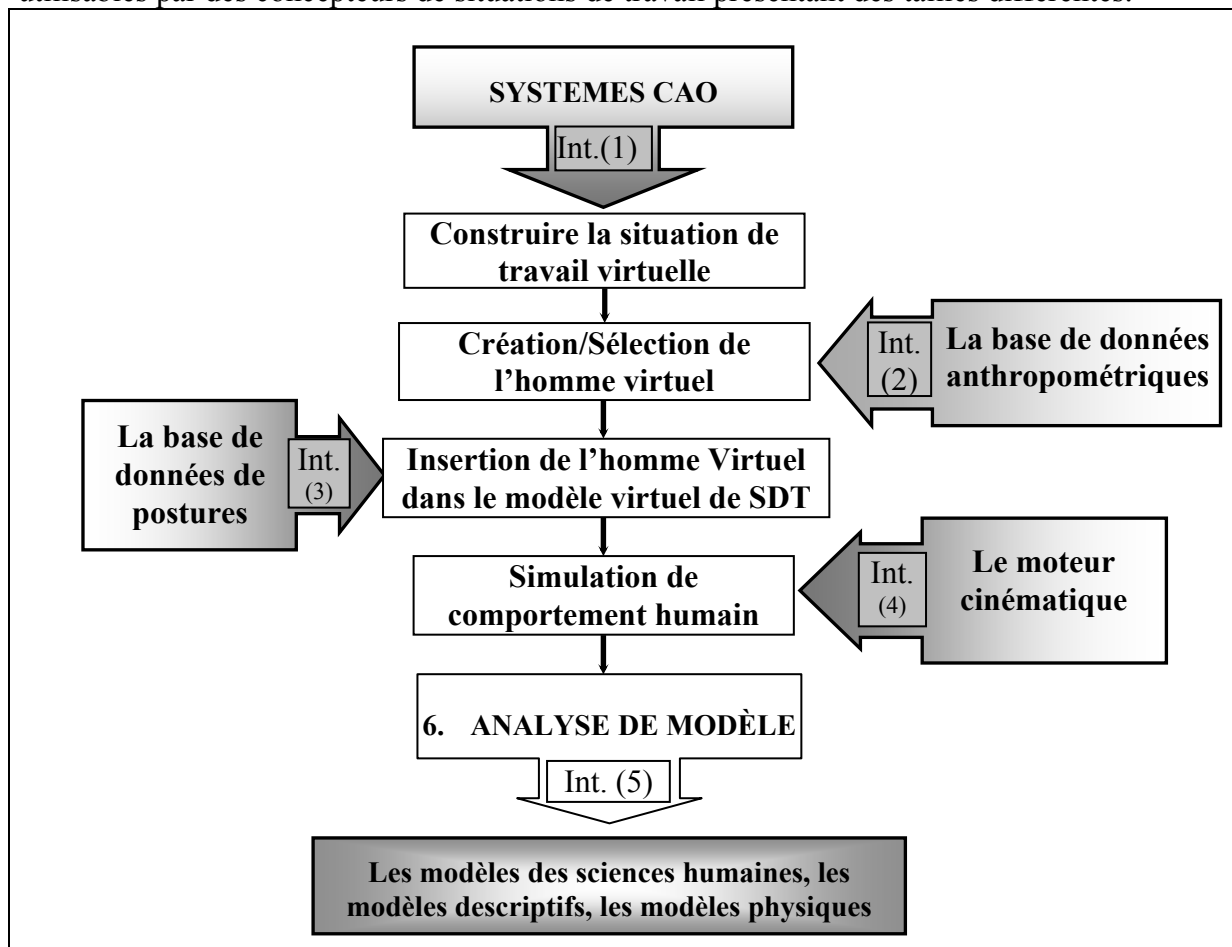 utilisables par des concepteurs de situations de travail présentant des tailles différentes.
SYSTEMES CAO
Int.(1)
Construire la situation de
travail virtuelle
Création/Sélection de
l’homme virtuel
Int.
(2)
La base de données
anthropométriques
La base de
données de
postures
Int.
(3)
Insertion de l’homme Virtuel
dans le modèle virtuel de SDT
Simulation de
comportement humain
Int.
(4)
Le moteur
cinématique
6. ANALYSE DE MODÈLE
Int. (5)
Les modèles des sciences humaines, les
modèles descriptifs, les modèles physiques